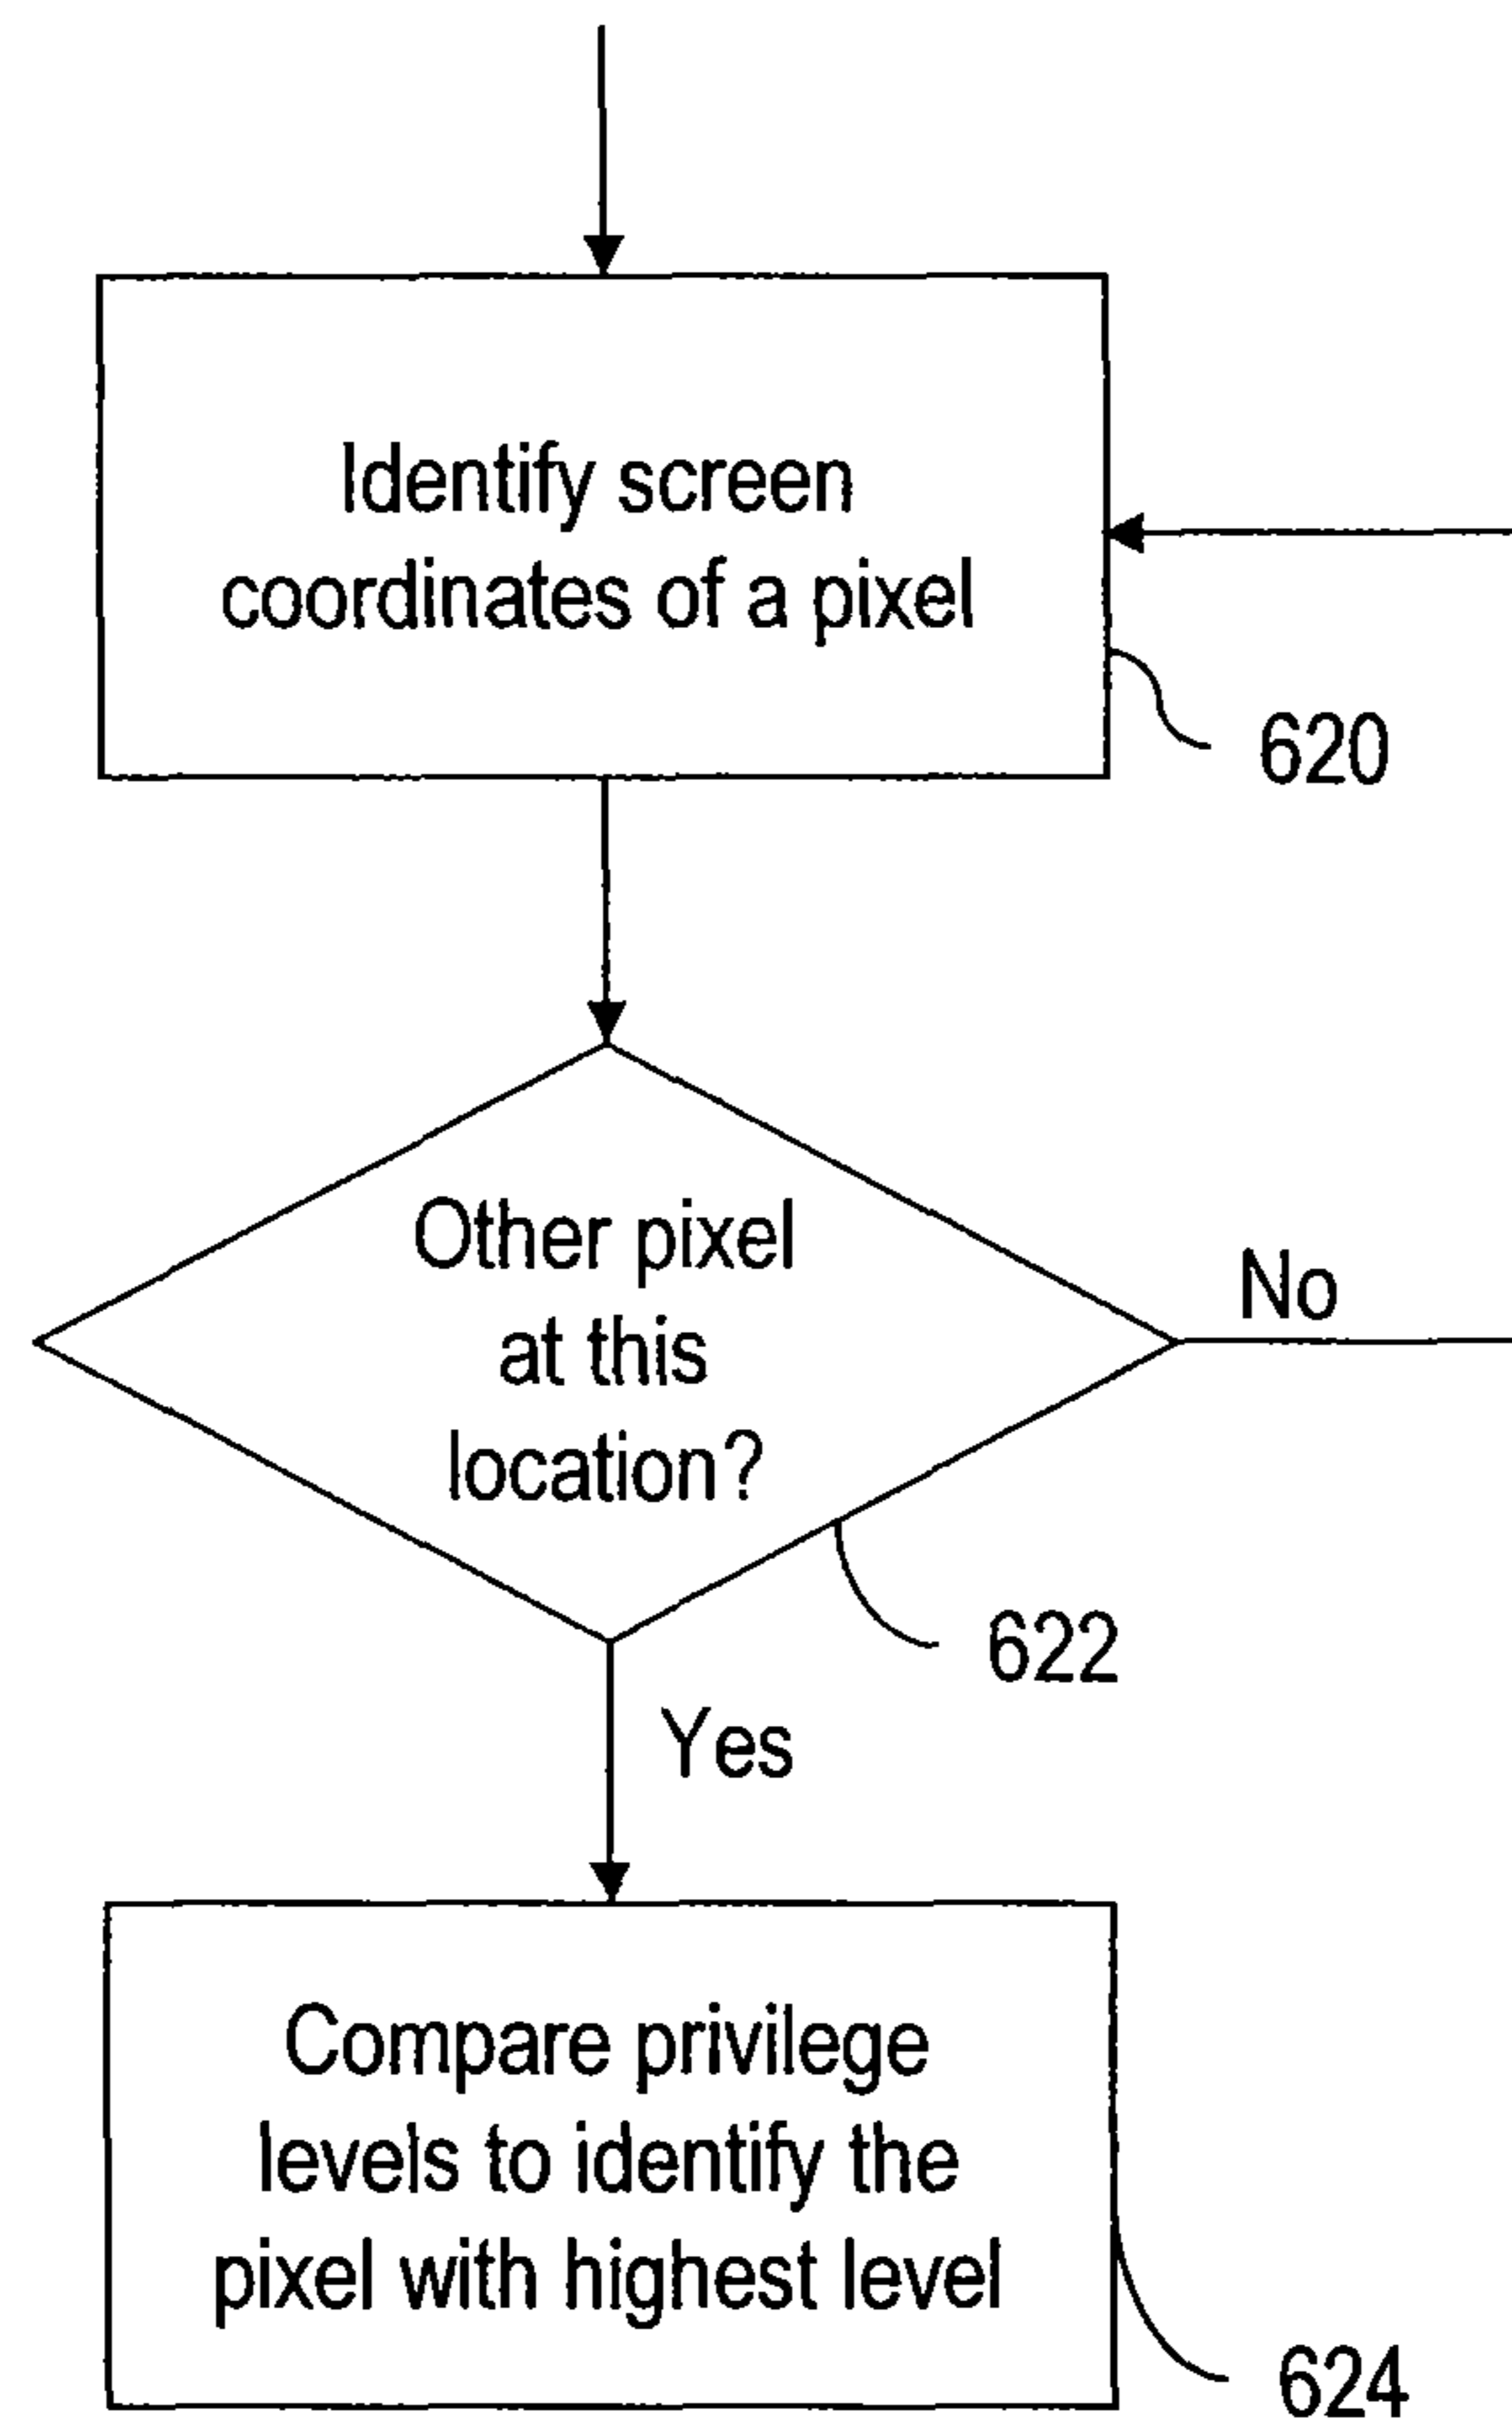 Identify screen
coordinates of a pixel
620
Other pixel
at this
location?
No
622
Yes
Compare privilege
levels to identify the
pixel with highest level
624